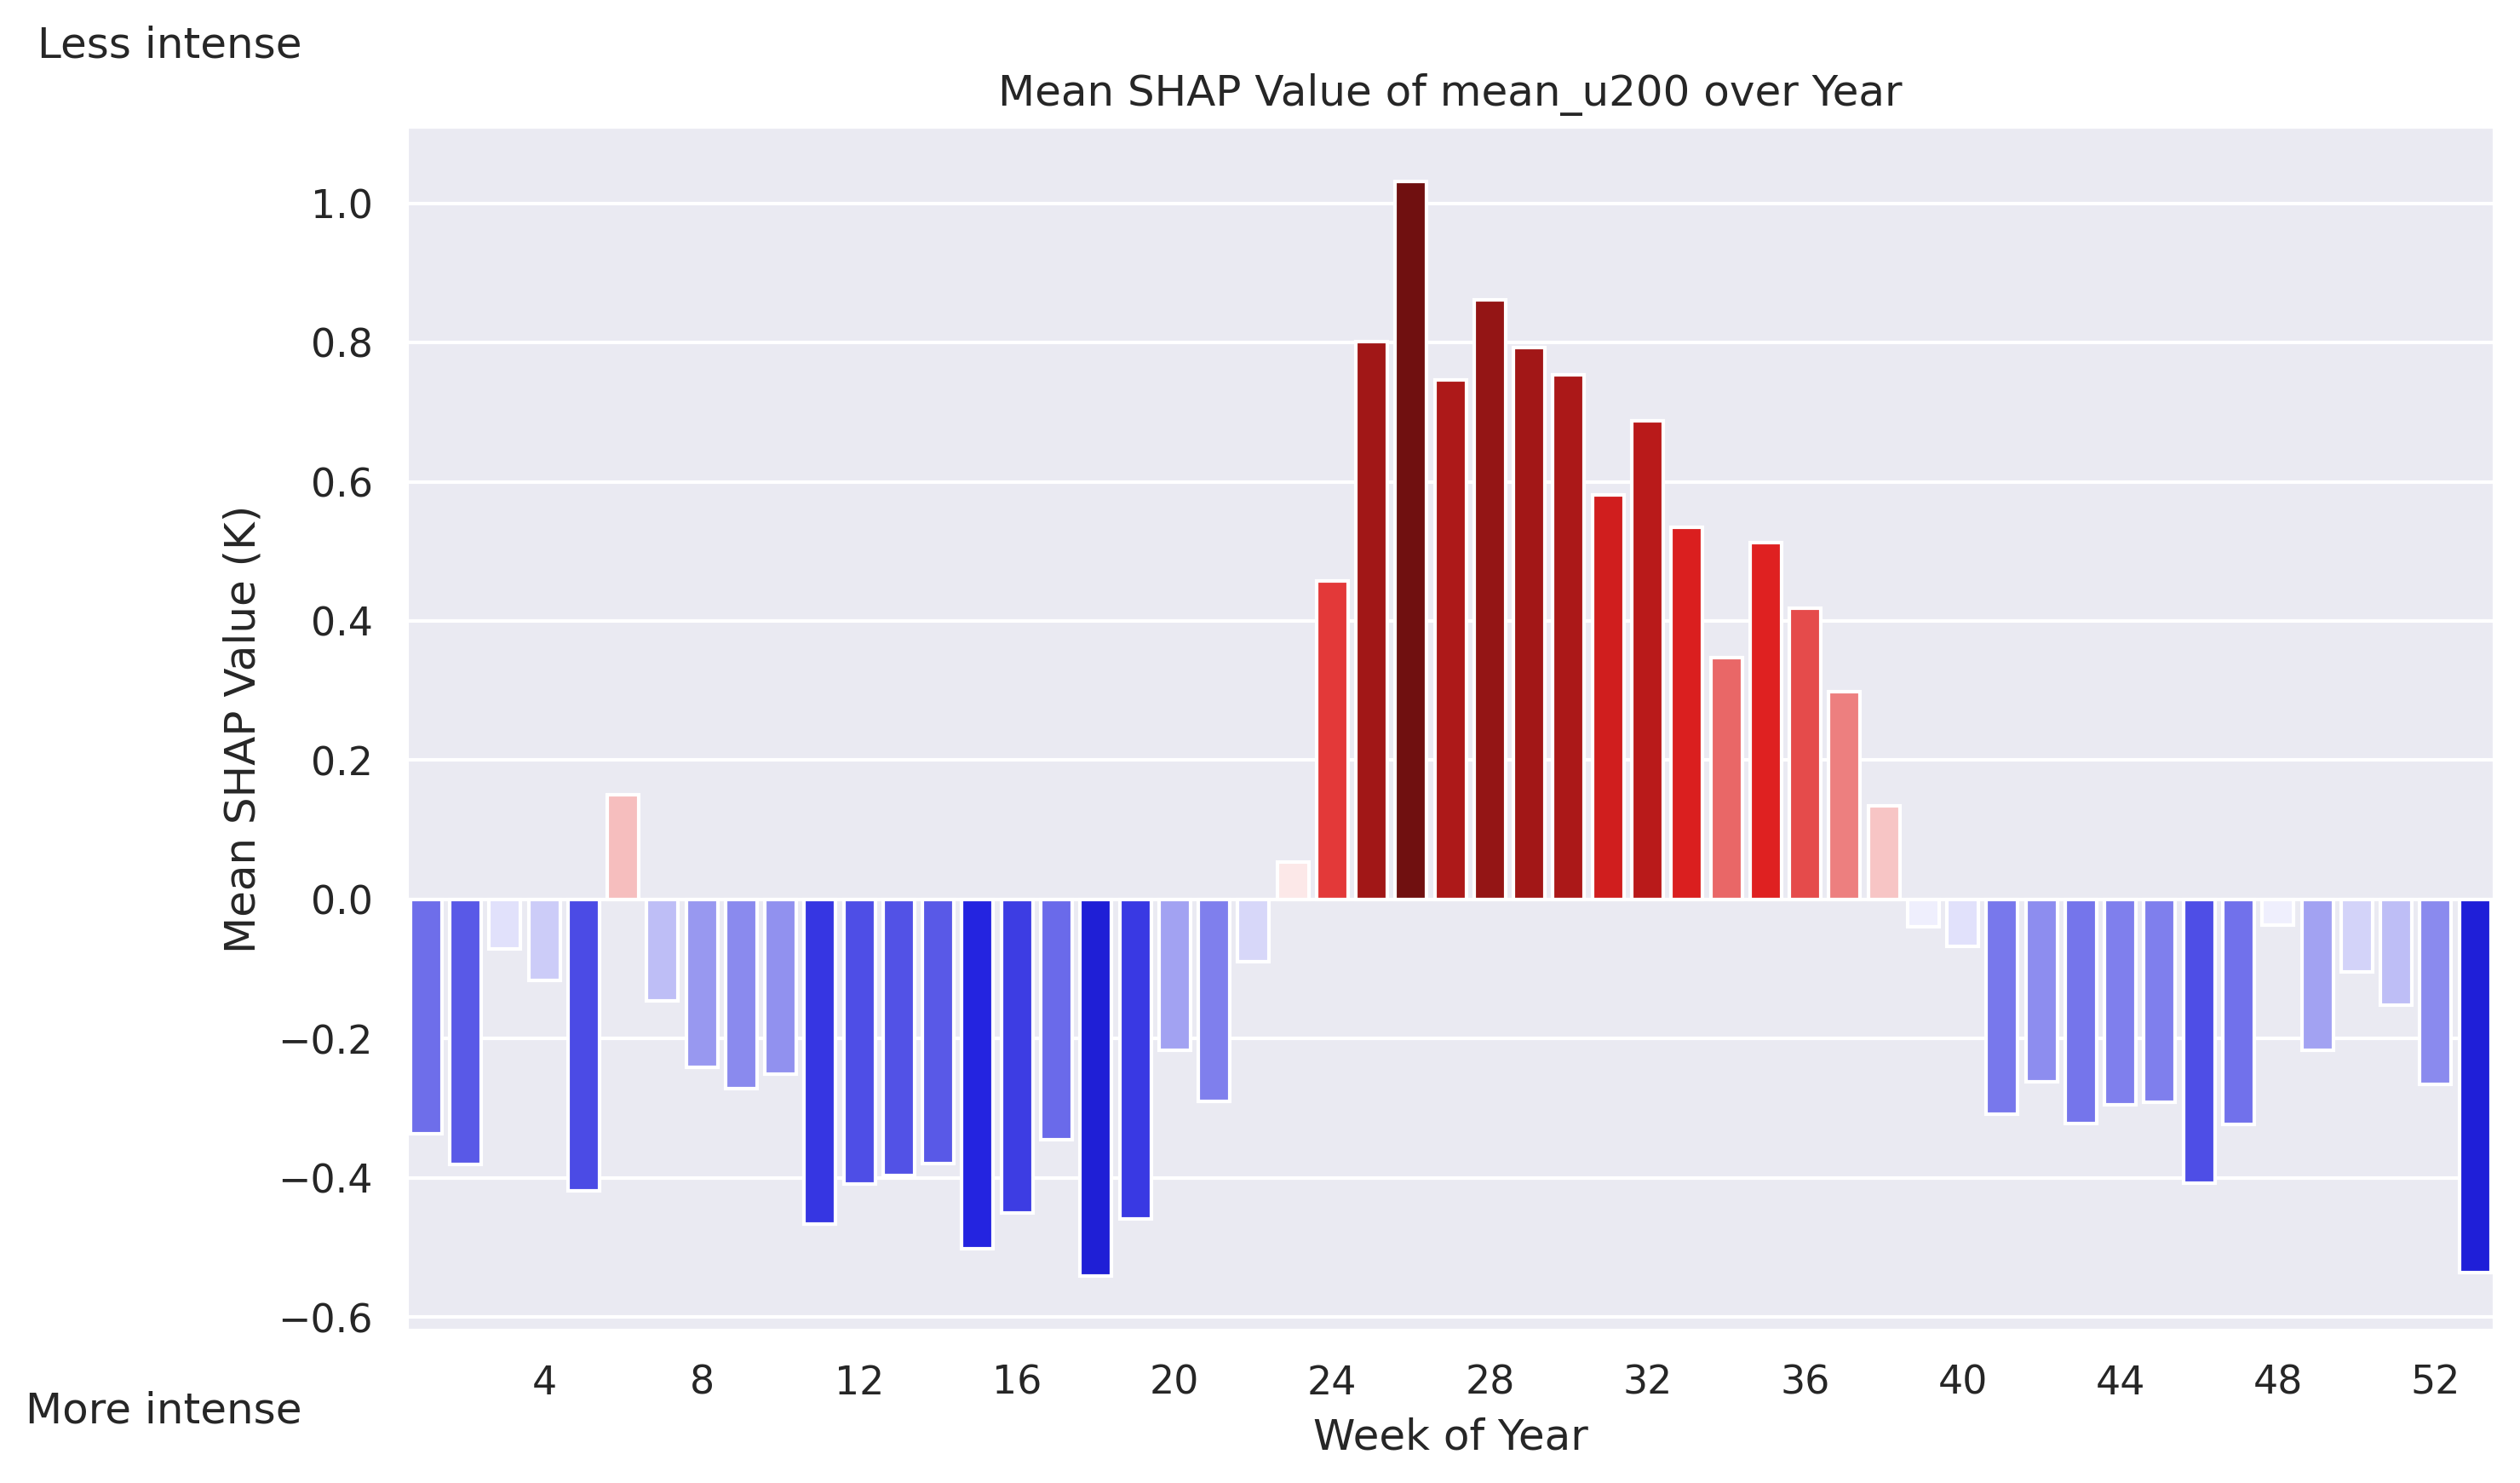 Less intense
Mean SHAP Value of mean_u200 over Year
1.0
0.8
0.6
0.4
0.2
0.0
−0.2
−0.4
−0.6
Mean SHAP Value (K)
4 8 12 16 20 24 28 32 36 40 44 48 52
More intense
Week of Year